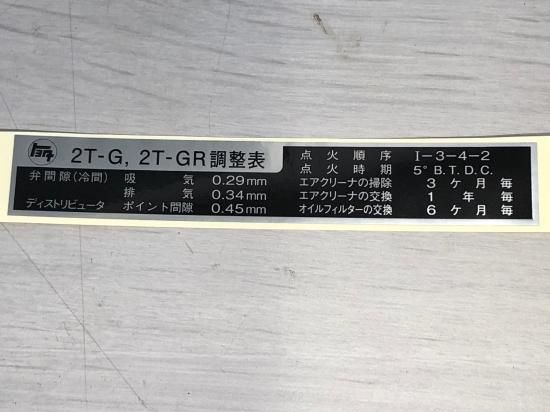 トヨタ
2T-G, 2T-GR 調整表
弁間隙(冷間) 吸気 0.29mm
排気 0.34mm
ディストリビュータ ポイント間隙 0.45mm
点火順序 1-3-4-2
点火時期 5° B.T.D.C.
エアクリーナの掃除 3ケ月毎
エアクリーナの交換 1年毎
オイルフィルターの交換 6ケ月毎